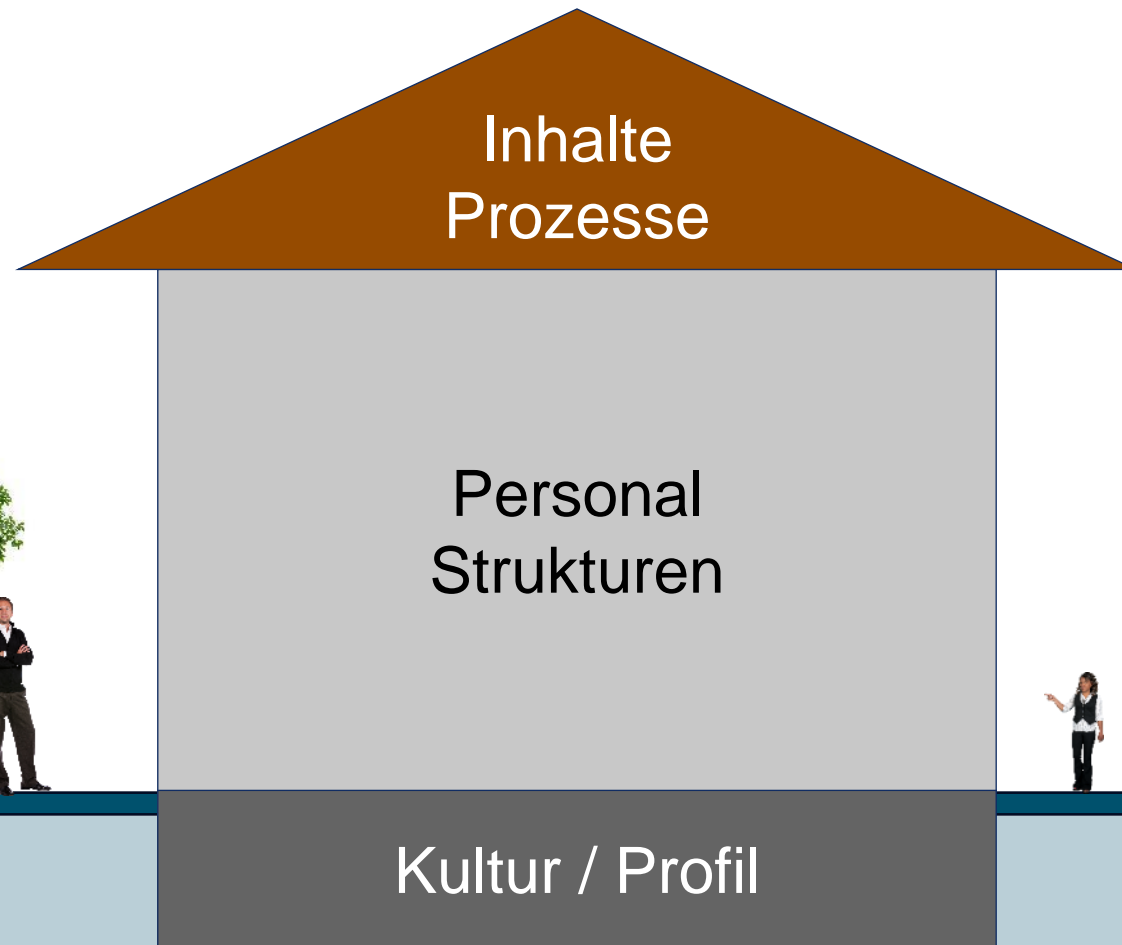 Inhalte
Prozesse
Personal
Strukturen
Kultur / Profil